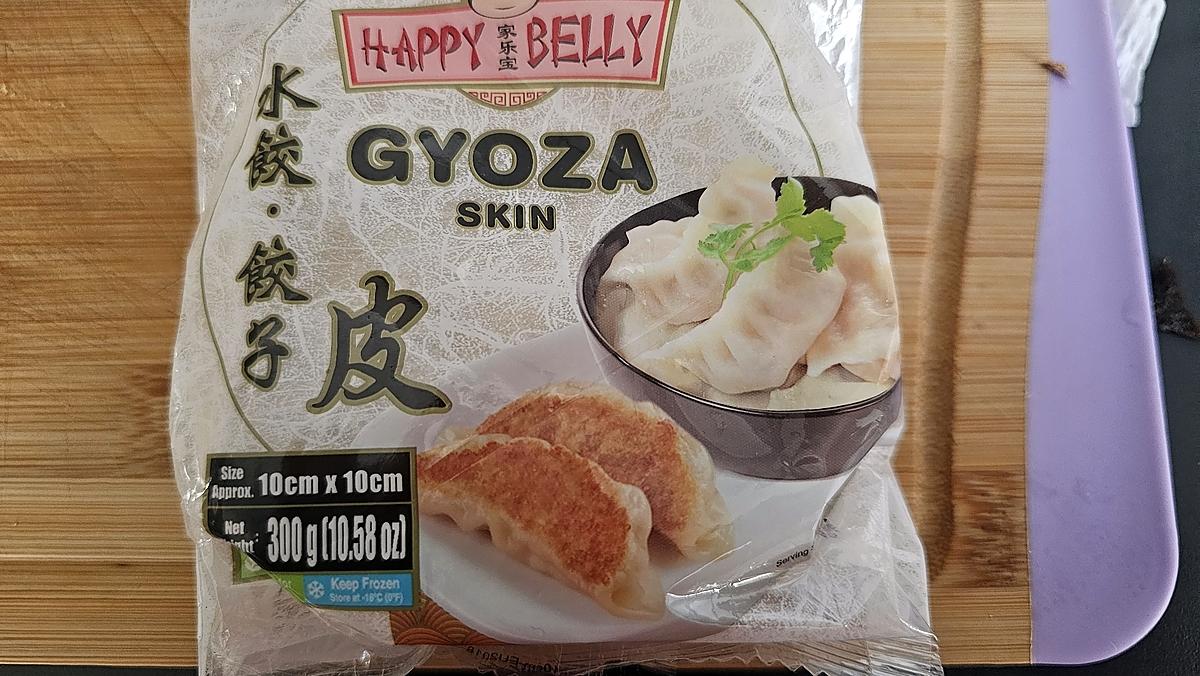 HAPPY 家乐宝 BELLY
水餃·餃子
GYOZA
SKIN
皮
Size
Approx. 10cm x 10cm
Net
300 g (10.58 oz)
Keep Frozen
Store at -18°C (0°F)
Serving